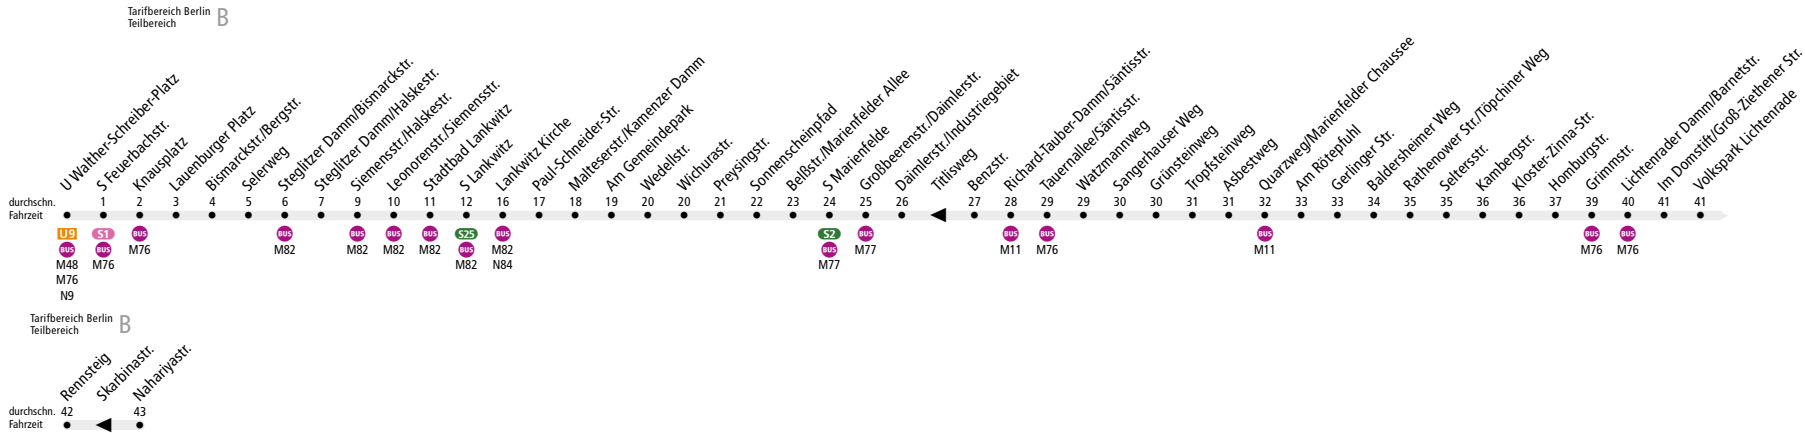 Tarifbereich Berlin B
Teilbereich
U Walther-Schreiber-Platz
S Feuerbachstr.
Knausplatz
Lauenburger Platz
Bismarckstr./Bergstr.
Selerweg
Steglitzer Damm/Bismarckstr.
Steglitzer Damm/Halskestr.
Siemensstr./Halskestr.
Leonorenstr./Siemensstr.
Stadtbad Lankwitz
S Lankwitz
Lankwitz Kirche
Paul-Schneider-Str.
Malteserstr./Kamenzer Damm
Am Gemeindepark
Wedellstr.
Wichurastr.
Preysingstr.
Sonnenscheinpfad
Belßstr./Marienfelder Allee
S Marienfelde
Großbeerenstr./Daimlerstr.
Daimlerstr./Industriegebiet
Titlisweg
Benzstr.
Richard-Tauber-Damm/Säntisstr.
Tauernallee/Säntisstr.
Watzmannweg
Sangerhauser Weg
Grünsteinweg
Tropfsteinweg
Asbestweg
Quarzweg/Marienfelder Chaussee
Am Rötepfuhl
Gerlinger Str.
Baldersheimer Weg
Rathenower Str./Töpchiner Weg
Selterstr.
Kambergstr.
Kloster-Zinna-Str.
Homburgstr.
Grimmstr.
Lichtenrader Damm/Barnetstr.
Im Domstift/Groß-Ziethener Str.
Volkspark Lichtenrade
durchschn. 1 2 3 4 5 6 7 9 10 11 12 16 17 18 19 20 20 21 22 23 24 25 26 27 28 29 29 30 30 31 31 32 33 33 34 35 35 36 36 37 39 40 41 41
Fahrzeit
U9 S1 BUS BUS BUS BUS BUS S25 BUS S2 BUS BUS BUS BUS BUS BUS
BUS BUS M76 M82 M82 M82 M82 BUS M82 BUS M77 M11 M76 M11 M76 M76
M48 M76 M82 N84 M77
M76
N9
Tarifbereich Berlin B
Teilbereich
Rennsteig
Skarbinastr.
Nahariyastr.
durchschn. 42 43
Fahrzeit